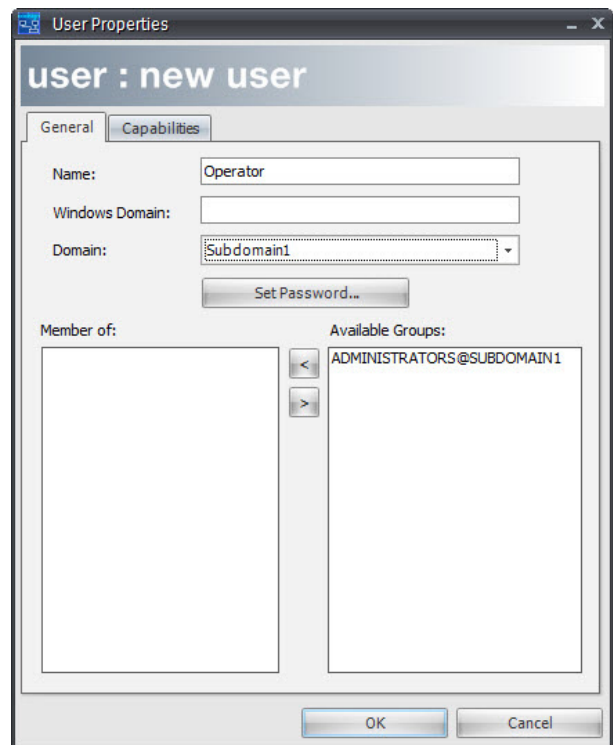 User Properties
user : new user
General
Capabilities
Name:
Operator
Windows Domain:
Domain:
Subdomain1
Set Password...
Member of:
Available Groups:
<
ADMINISTRATORS@SUBDOMAIN1
>
OK
Cancel